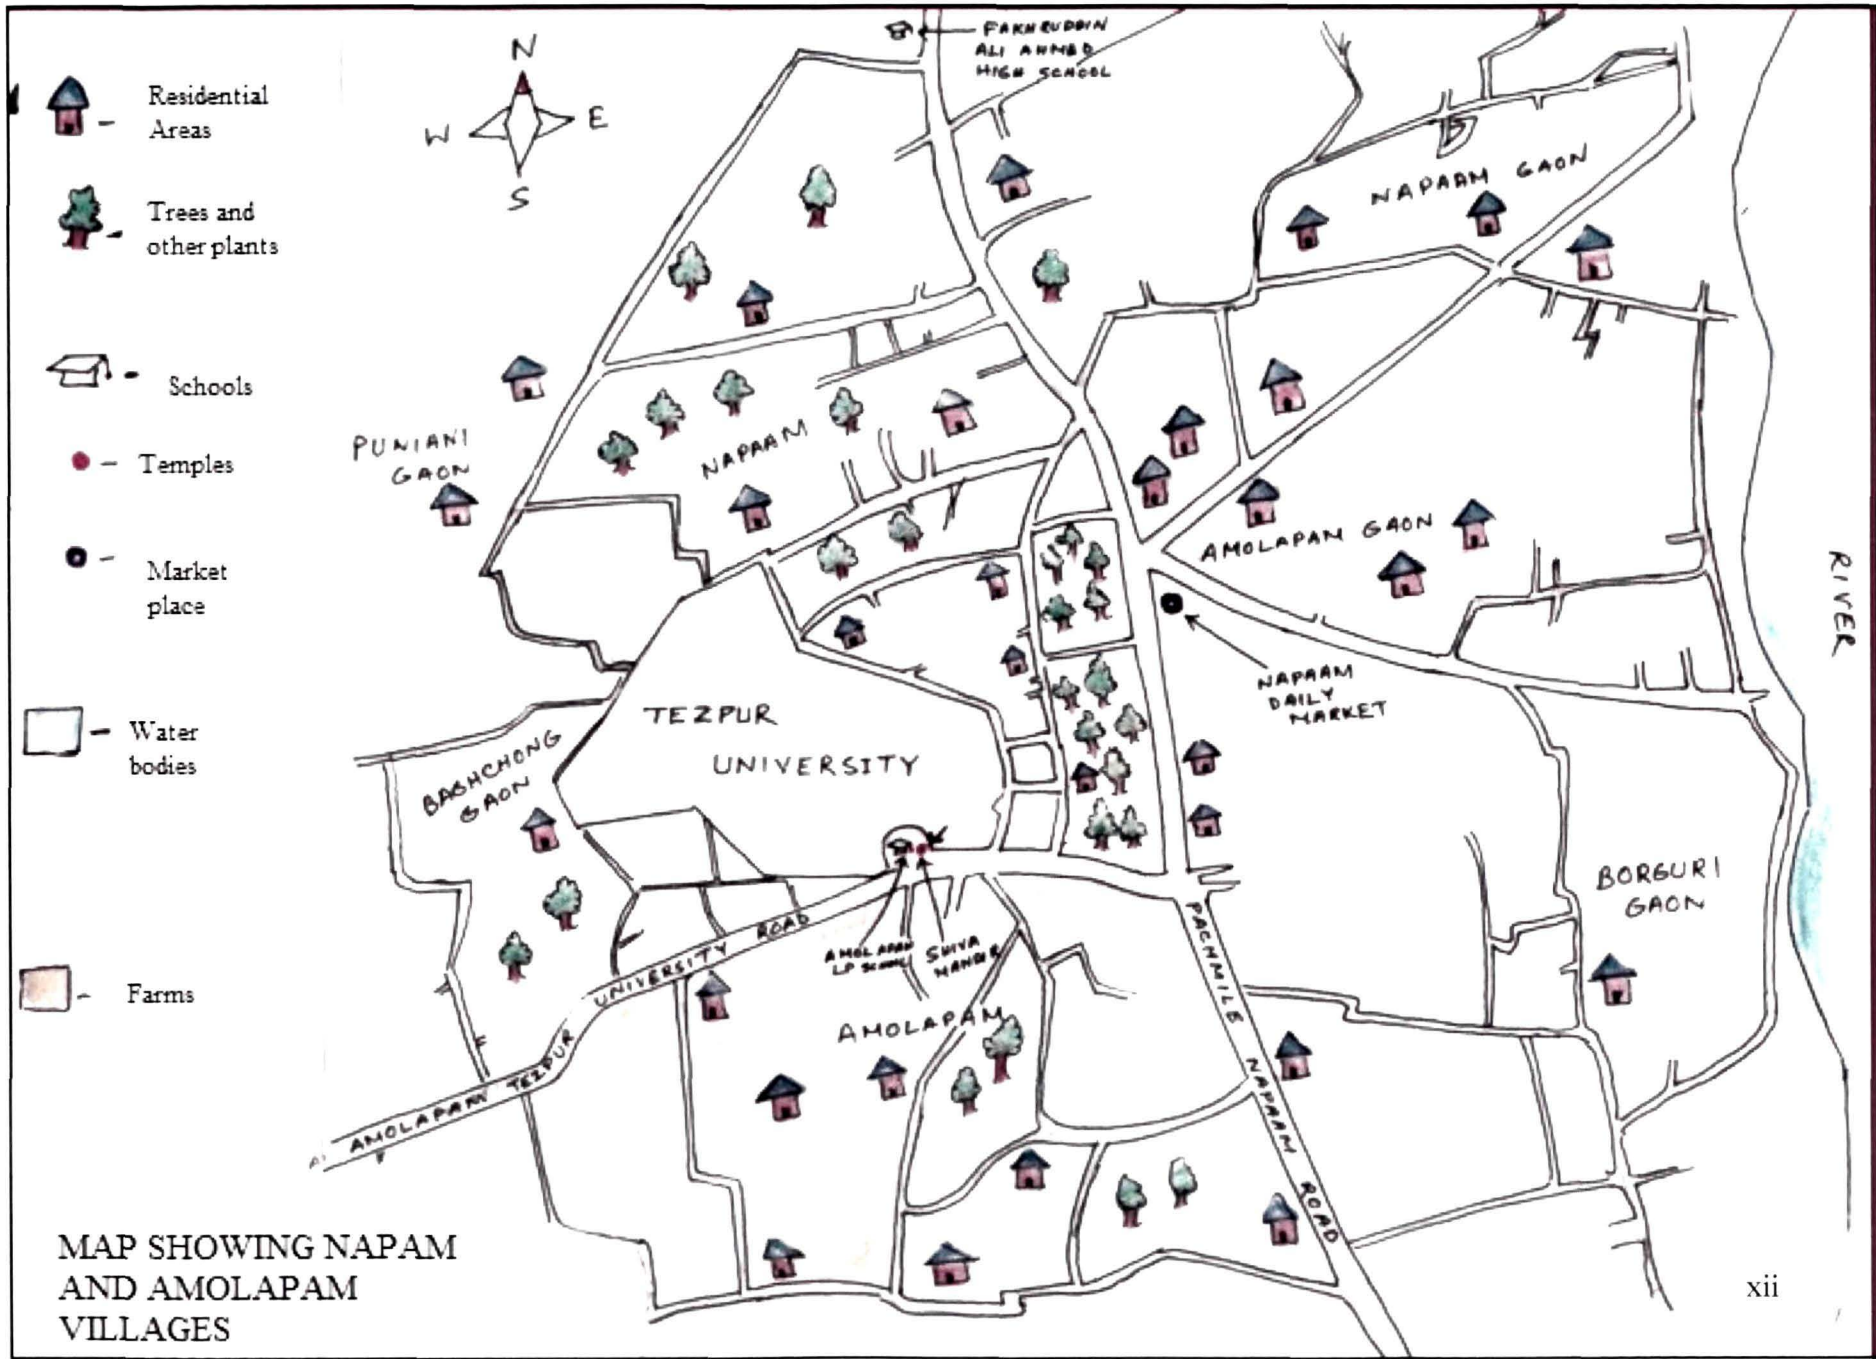 N
W
E
S
Residential
Areas
Trees and
other plants
Schools
Temples
Market
place
Water
bodies
Farms
FAKHRUDDIN
ALI AHMED
HIGH SCHOOL
NAPAAM GAON
PUNIANI
GAON
NAPAAM
AMOLAPAM GAON
RIVER
NAPAAM
DAILY
MARKET
TEZPUR
UNIVERSITY
BAGHCHONG
GAON
BORGURI
GAON
AMOLAPAM
LP SCHOOL
SHIVA
MANDIR
AMOLAPAM TEZPUR UNIVERSITY ROAD
AMOLAPAM
PACHMILE NAPAAM ROAD
MAP SHOWING NAPAM
AND AMOLAPAM
VILLAGES
xii